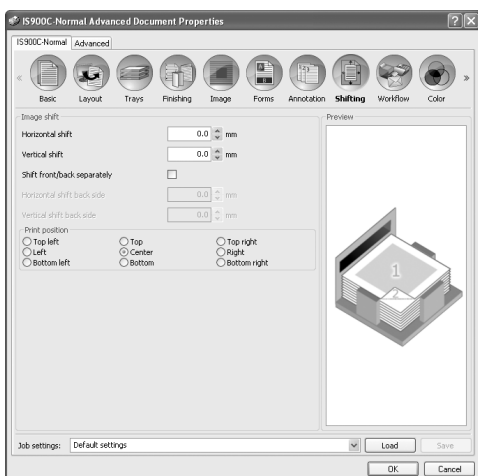 IS900C-Normal Advanced Document Properties
IS900C-Normal Advanced
« Basic Layout Trays Finishing Image Forms Annotation Shifting Workflow Color »
Image shift
Preview
Horizontal shift 0.0 mm
Vertical shift 0.0 mm
Shift front/back separately
Horizontal shift back side 0.0 mm
Vertical shift back side 0.0 mm
Print position
Top left Top Top right
Left Center Right
Bottom left Bottom Bottom right
1
2
Job settings: Default settings Load Save
OK Cancel